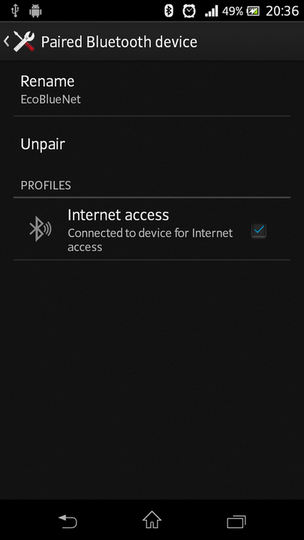 49% 20:36
Paired Bluetooth device
Rename
EcoBlueNet
Unpair
PROFILES
Internet access
Connected to device for Internet
access